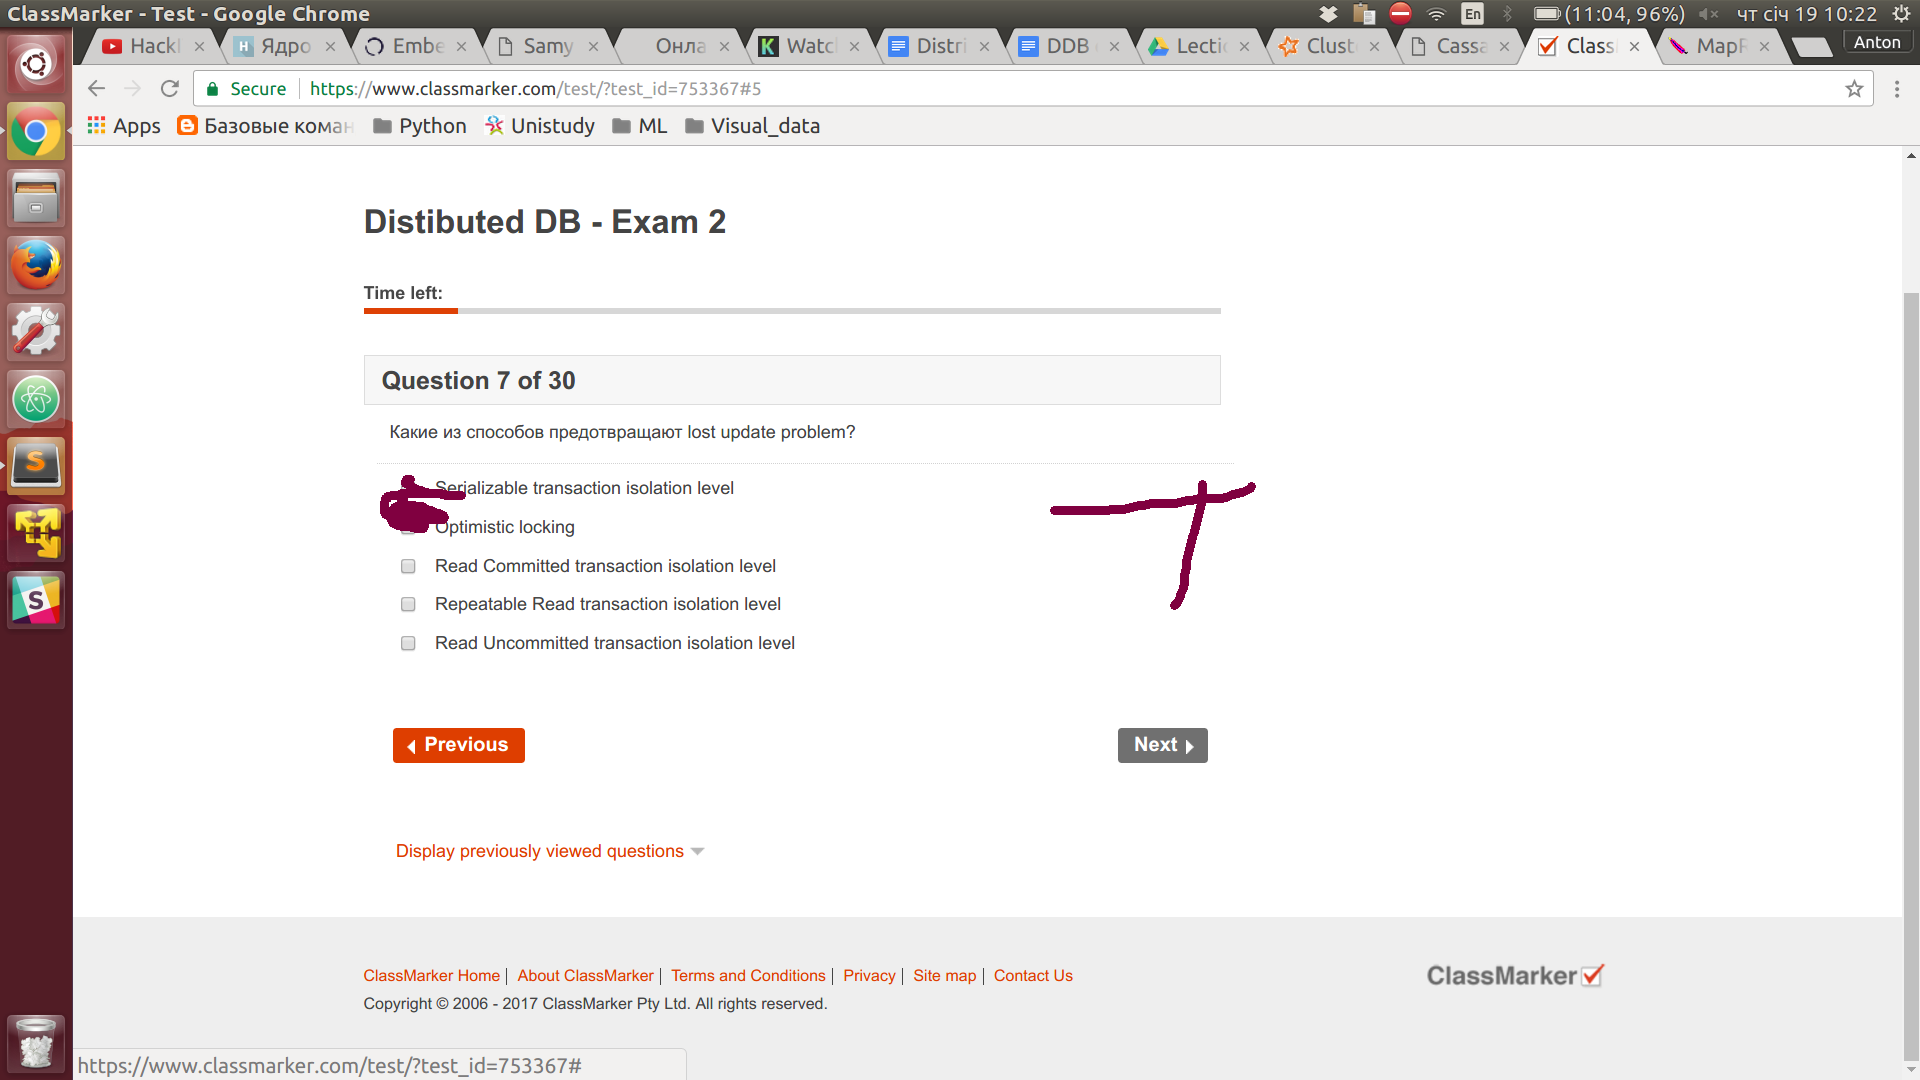 ClassMarker - Test - Google Chrome
En
(11:04, 96%)
чт січ 19 10:22
Hackl
Ядро
Embe
Samy
Онла
Watcl
Distri
DDB
Lecti
Clust
Cassa
Class
MapR
Anton
Secure
https://www.classmarker.com/test/?test_id=753367#5
Apps
Базовые коман
Python
Unistudy
ML
Visual_data
Distibuted DB - Exam 2
Time left:
Question 7 of 30
Какие из способов предотвращают lost update problem?
Serializable transaction isolation level
Optimistic locking
Read Committed transaction isolation level
Repeatable Read transaction isolation level
Read Uncommitted transaction isolation level
Previous
Next
Display previously viewed questions
ClassMarker Home | About ClassMarker | Terms and Conditions | Privacy | Site map | Contact Us
ClassMarker
Copyright © 2006 - 2017 ClassMarker Pty Ltd. All rights reserved.
https://www.classmarker.com/test/?test_id=753367#